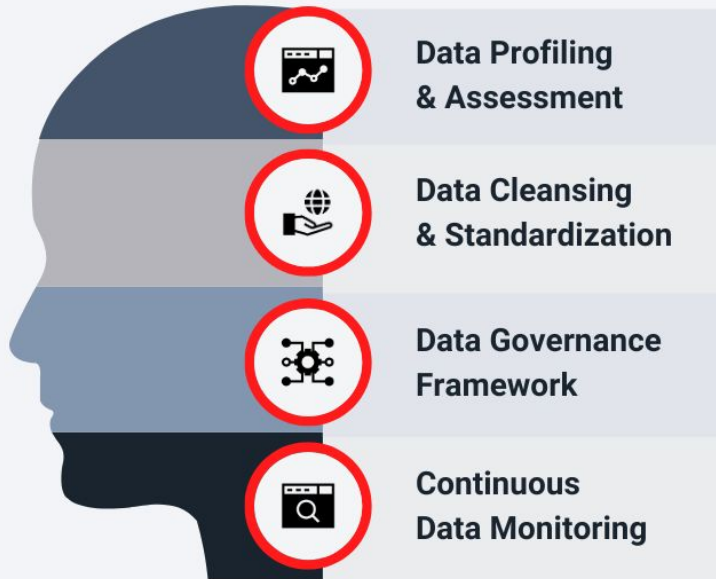 Data Profiling
& Assessment
Data Cleansing
& Standardization
Data Governance
Framework
Continuous
Data Monitoring